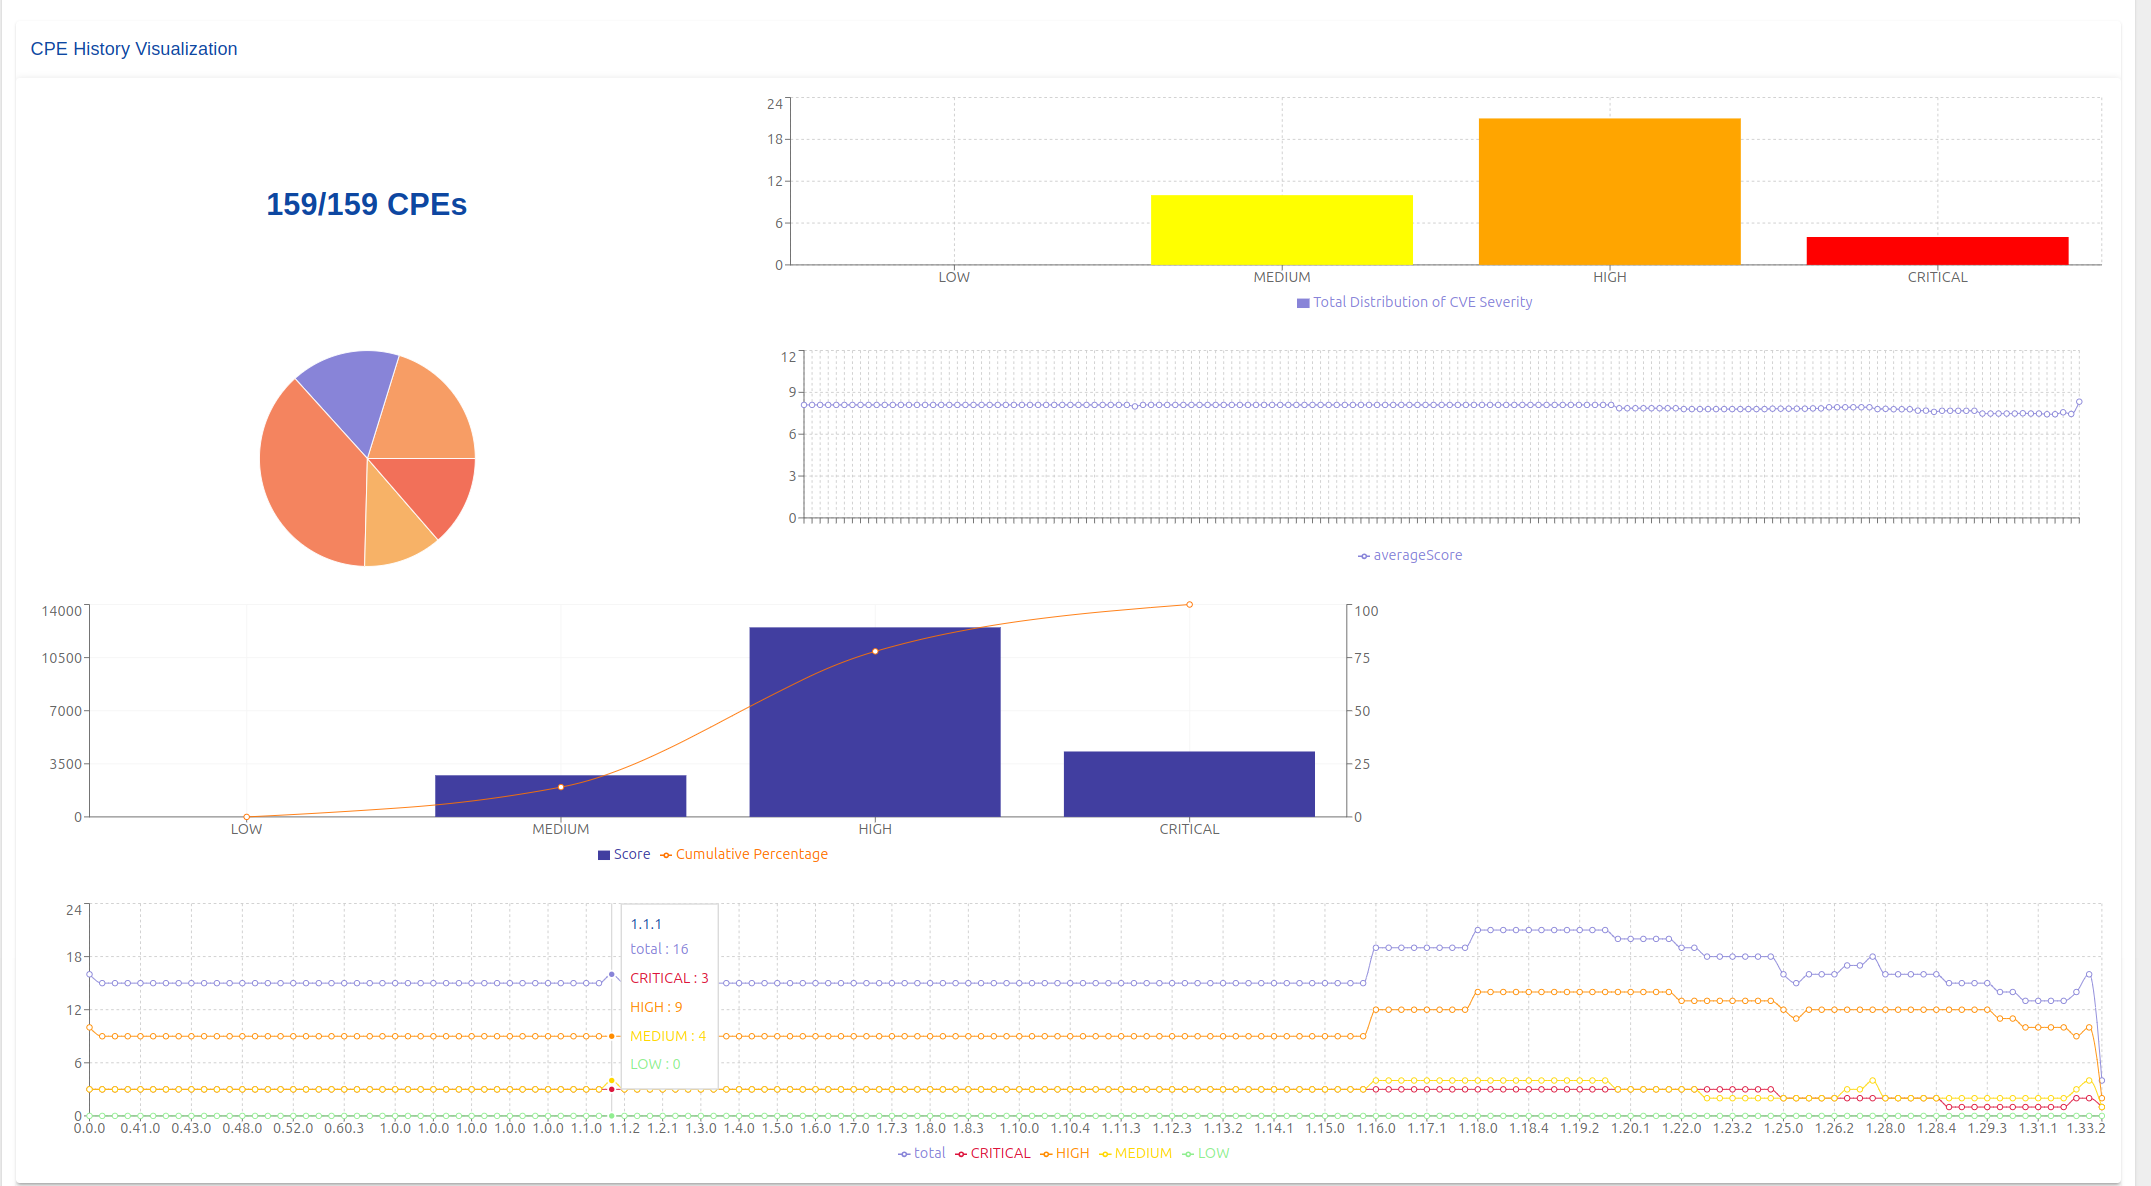 CPE History Visualization
159/159 CPEs
24
18
12
6
0
LOW MEDIUM HIGH CRITICAL
Total Distribution of CVE Severity
12
9
6
3
0
averageScore
14000
10500
7000
3500
0
100
75
50
25
0
LOW MEDIUM HIGH CRITICAL
Score Cumulative Percentage
24
18
12
6
0
1.1.1
total : 16
CRITICAL : 3
HIGH : 9
MEDIUM : 4
LOW : 0
0.0.0 0.41.0 0.43.0 0.48.0 0.52.0 0.60.3 1.0.0 1.0.0 1.0.0 1.0.0 1.0.0 1.1.0 1.1.2 1.2.1 1.3.0 1.4.0 1.5.0 1.6.0 1.7.0 1.7.3 1.8.0 1.8.3 1.10.0 1.10.4 1.11.3 1.12.3 1.13.2 1.14.1 1.15.0 1.16.0 1.17.1 1.18.0 1.18.4 1.19.2 1.20.1 1.22.0 1.23.2 1.25.0 1.26.2 1.28.0 1.28.4 1.29.3 1.31.1 1.33.2
total CRITICAL HIGH MEDIUM LOW